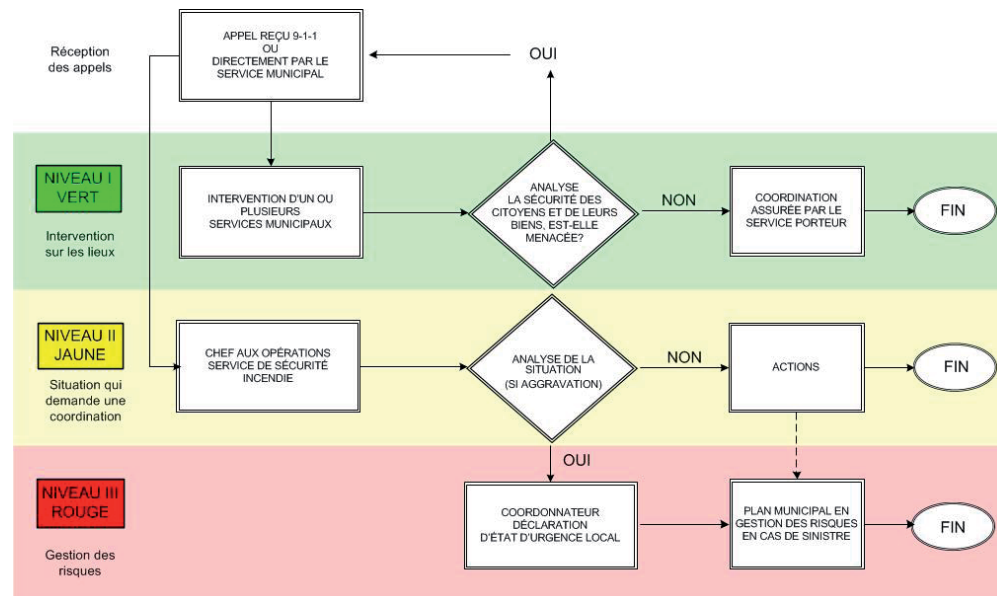 Réception
des appels
APPEL REÇU 9-1-1
OU
DIRECTEMENT PAR LE
SERVICE MUNICIPAL
OUI
NIVEAU I
VERT
Intervention
sur les lieux
INTERVENTION D'UN OU
PLUSIEURS
SERVICES MUNICIPAUX
ANALYSE
LA SÉCURITÉ DES
CITOYENS ET DE LEURS
BIENS, EST-ELLE
MENACÉE?
NON
COORDINATION
ASSURÉE PAR LE
SERVICE PORTEUR
FIN
NIVEAU II
JAUNE
Situation qui
demande une
coordination
CHEF AUX OPÉRATIONS
SERVICE DE SÉCURITÉ
INCENDIE
ANALYSE DE LA
SITUATION
(SI AGGRAVATION)
NON
ACTIONS
FIN
OUI
NIVEAU III
ROUGE
Gestion des
risques
COORDONNATEUR
DÉCLARATION
D'ÉTAT D'URGENCE LOCAL
PLAN MUNICIPAL EN
GESTION DES RISQUES
EN CAS DE SINISTRE
FIN